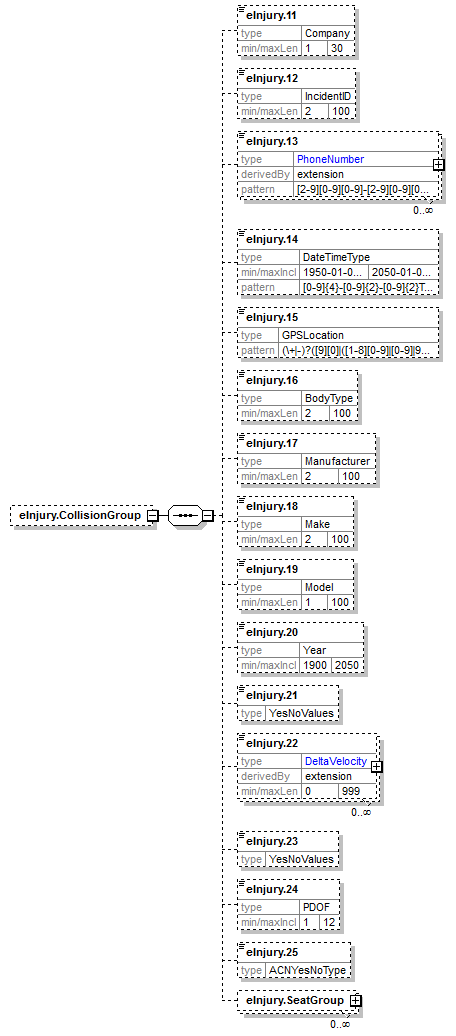 eInjury.11
type Company
min/maxLen 1 30
eInjury.12
type IncidentID
min/maxLen 2 100
eInjury.13
type PhoneNumber
derivedBy extension
pattern [2-9][0-9][0-9]-[2-9][0-9][0...
0..∞
eInjury.14
type DateTimeType
min/maxIncl 1950-01-0... 2050-01-0...
pattern [0-9]{4}-[0-9]{2}-[0-9]{2}T...
eInjury.15
type GPSLocation
pattern (\+|-)?([9][0]|([1-8][0-9]|[0-9]|9...
eInjury.16
type BodyType
min/maxLen 2 100
eInjury.17
type Manufacturer
min/maxLen 2 100
eInjury.CollisionGroup
eInjury.18
type Make
min/maxLen 2 100
eInjury.19
type Model
min/maxLen 1 100
eInjury.20
type Year
min/maxIncl 1900 2050
eInjury.21
type YesNoValues
eInjury.22
type DeltaVelocity
derivedBy extension
min/maxLen 0 999
0..∞
eInjury.23
type YesNoValues
eInjury.24
type PDOF
min/maxIncl 1 12
eInjury.25
type ACNYesNoType
eInjury.SeatGroup
0..∞